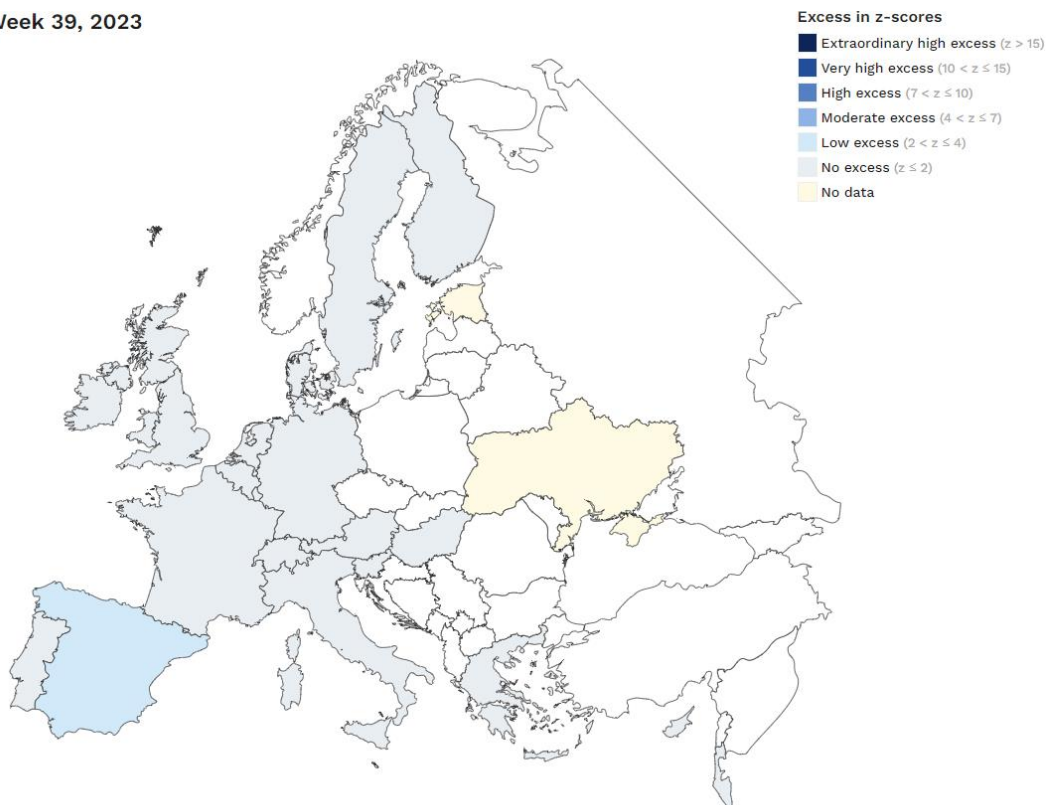 Week 39, 2023
Excess in z-scores
Extraordinary high excess (z > 15)
Very high excess (10 < z ≤ 15)
High excess (7 < z ≤ 10)
Moderate excess (4 < z ≤ 7)
Low excess (2 < z ≤ 4)
No excess (z ≤ 2)
No data